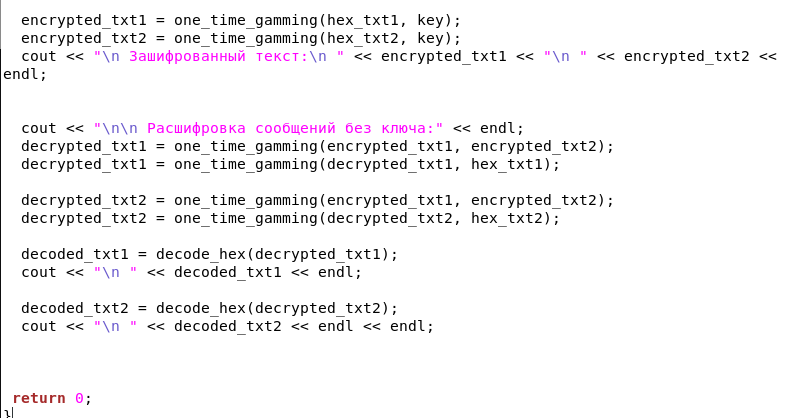 encrypted_txt1 = one_time_gamming(hex_txt1, key);
encrypted_txt2 = one_time_gamming(hex_txt2, key);
cout << "\n Зашифрованный текст:\n " << encrypted_txt1 << "\n " << encrypted_txt2 <<
endl;
cout << "\n\n Расшифровка сообщений без ключа:" << endl;
decrypted_txt1 = one_time_gamming(encrypted_txt1, encrypted_txt2);
decrypted_txt1 = one_time_gamming(decrypted_txt1, hex_txt1);
decrypted_txt2 = one_time_gamming(encrypted_txt1, encrypted_txt2);
decrypted_txt2 = one_time_gamming(decrypted_txt2, hex_txt2);
decoded_txt1 = decode_hex(decrypted_txt1);
cout << "\n " << decoded_txt1 << endl;
decoded_txt2 = decode_hex(decrypted_txt2);
cout << "\n " << decoded_txt2 << endl << endl;
return 0;
}